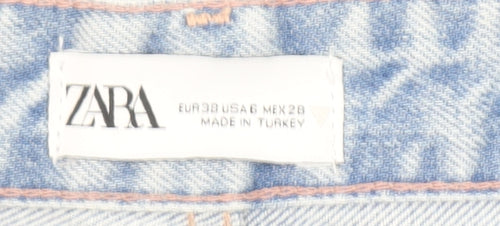 ZARA
EUR 38 USA 6 MEX 28
MADE IN TURKEY